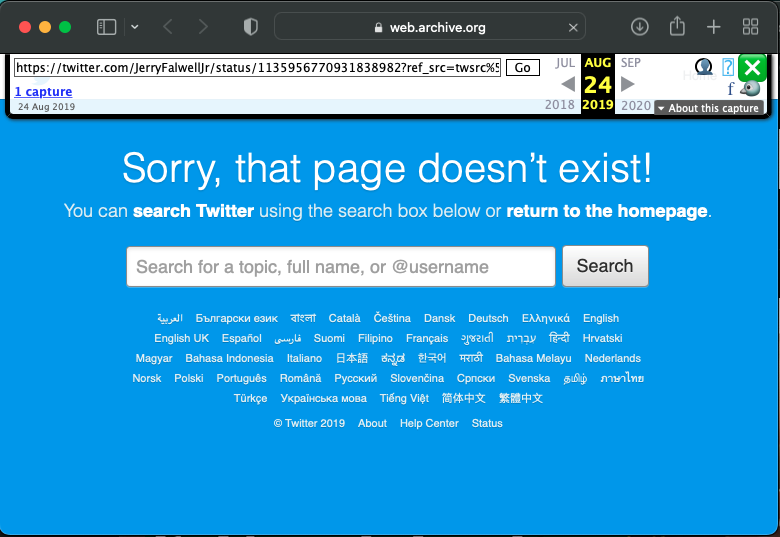 web.archive.org
https://twitter.com/JerryFalwellJr/status/1135956770931838982?ref_src=twsrc%5
Go
JUL AUG SEP
24
2018 2019 2020
1 capture
24 Aug 2019
About this capture
Sorry, that page doesn't exist!
You can search Twitter using the search box below or return to the homepage.
Search for a topic, full name, or @username Search
العربية Български език বাংলা Català Čeština Dansk Deutsch Ελληνικά English
English UK Español فارسی Suomi Filipino Français ગુજરાતી עִבְרִית हिन्दी Hrvatski
Magyar Bahasa Indonesia Italiano 日本語 ಕನ್ನಡ 한국어 मराठी Bahasa Melayu Nederlands
Norsk Polski Português Română Русский Slovenčina Српски Svenska தமிழ் ภาษาไทย
Türkçe Українська мова Tiếng Việt 简体中文 繁體中文
© Twitter 2019 About Help Center Status